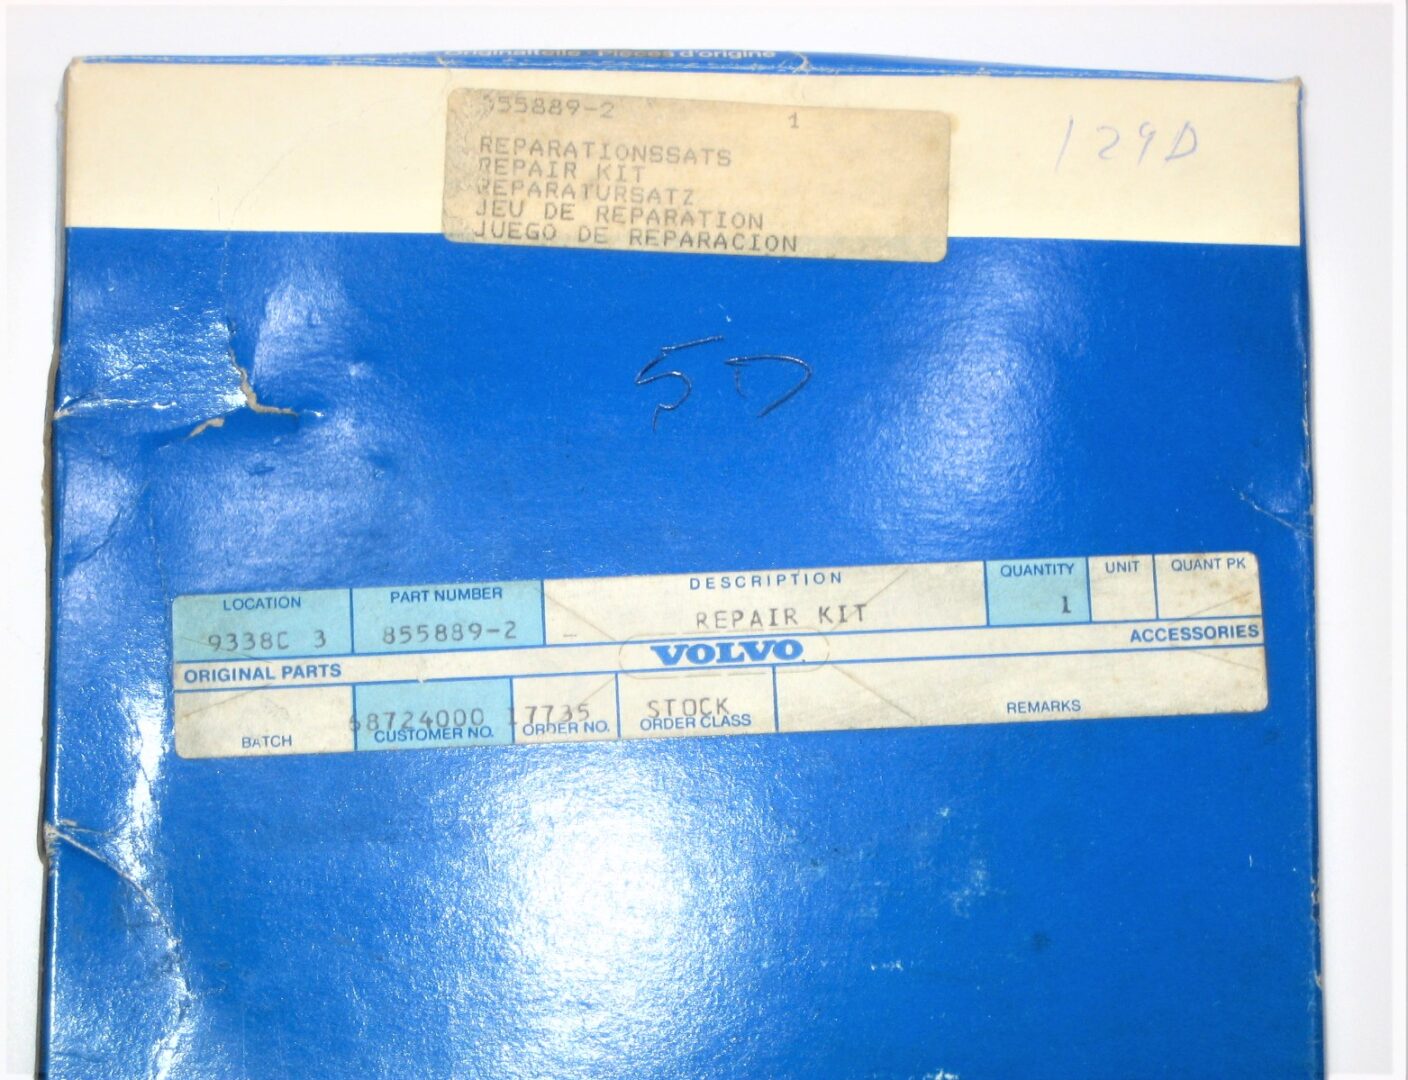 Originalteile · Pièces d'origine
855889-2 1
129D
REPARATIONSSATS
REPAIR KIT
REPARATURSATZ
JEU DE REPARATION
JUEGO DE REPARACION
5D
LOCATION PART NUMBER DESCRIPTION QUANTITY UNIT QUANT PK
9338C 3 855889-2 - REPAIR KIT 1
ORIGINAL PARTS VOLVO ACCESSORIES
68724000 17735 STOCK
BATCH CUSTOMER NO. ORDER NO. ORDER CLASS REMARKS